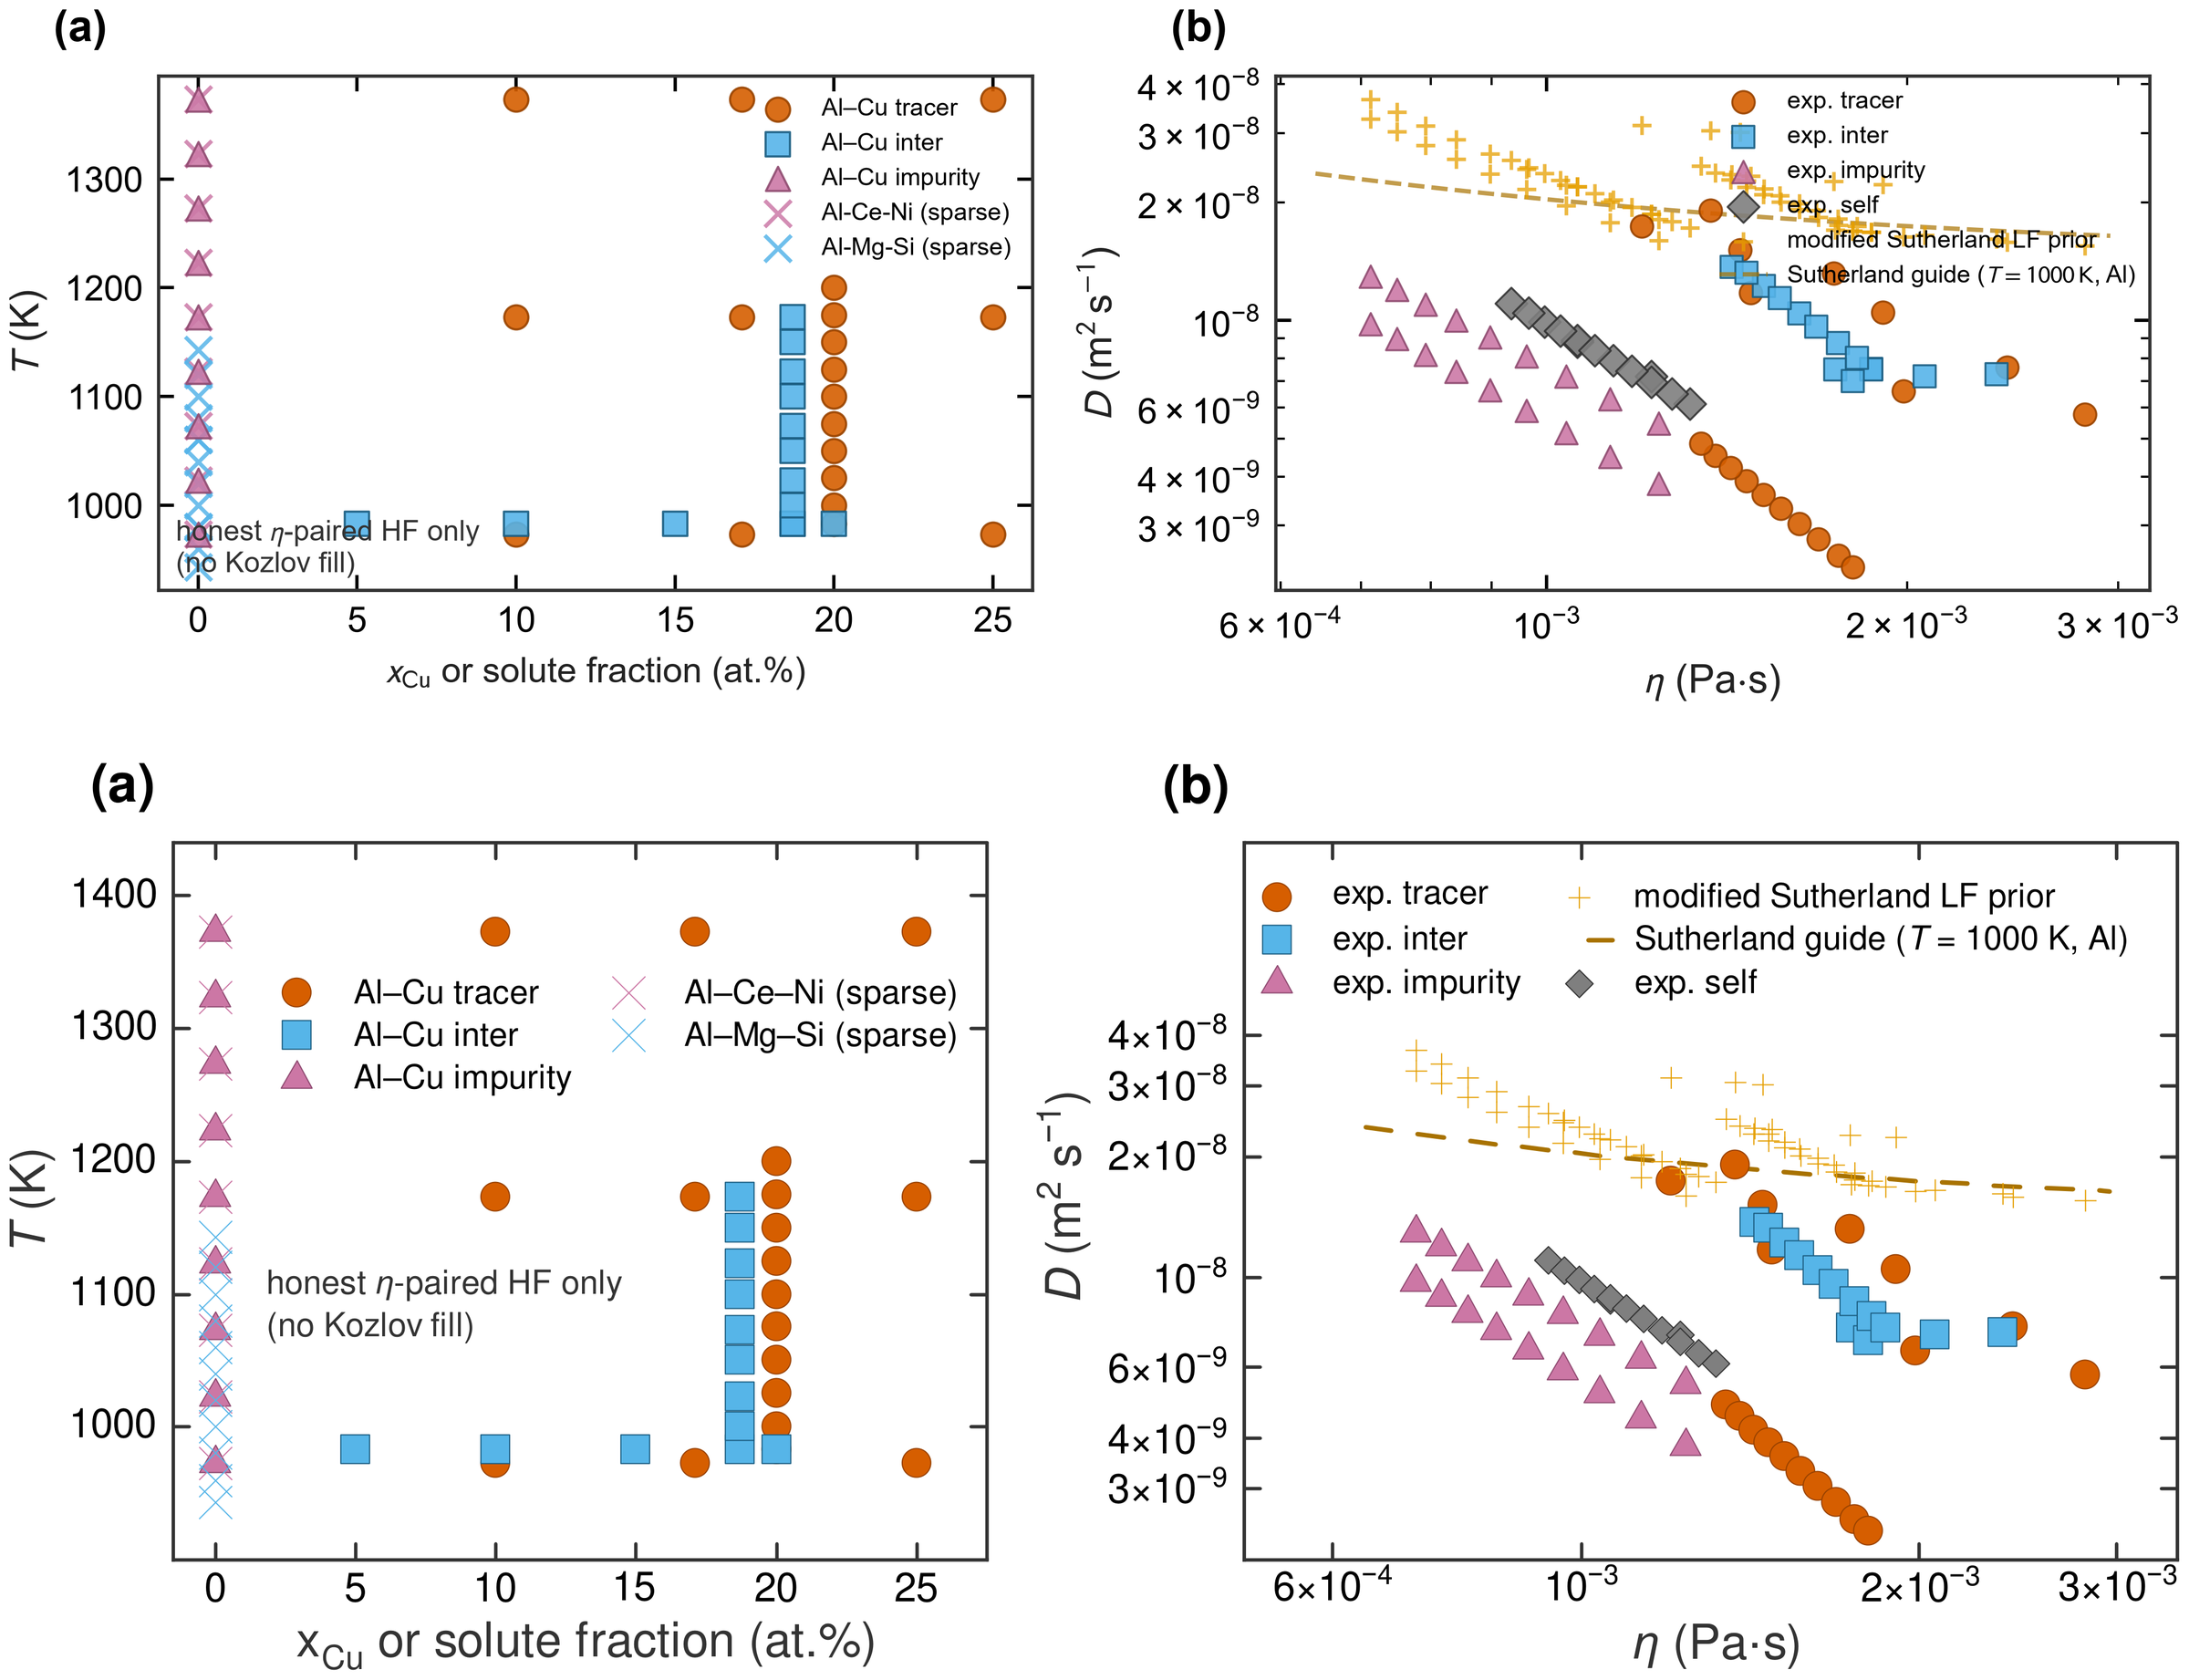 (a)
1300
1200
1100
1000
T (K)
0 5 10 15 20 25
x_Cu or solute fraction (at.%)
Al–Cu tracer
Al–Cu inter
Al–Cu impurity
Al-Ce-Ni (sparse)
Al-Mg-Si (sparse)
honest η-paired HF only
(no Kozlov fill)
(b)
4 × 10⁻⁸
3 × 10⁻⁸
2 × 10⁻⁸
10⁻⁸
6 × 10⁻⁹
4 × 10⁻⁹
3 × 10⁻⁹
D (m² s⁻¹)
6 × 10⁻⁴ 10⁻³ 2 × 10⁻³ 3 × 10⁻³
η (Pa·s)
exp. tracer
exp. inter
exp. impurity
exp. self
modified Sutherland LF prior
Sutherland guide (T = 1000 K, Al)
(a)
1400
1300
1200
1100
1000
T (K)
0 5 10 15 20 25
x_Cu or solute fraction (at.%)
Al–Cu tracer
Al–Cu inter
Al–Cu impurity
Al–Ce–Ni (sparse)
Al–Mg–Si (sparse)
honest η-paired HF only
(no Kozlov fill)
(b)
4×10⁻⁸
3×10⁻⁸
2×10⁻⁸
10⁻⁸
6×10⁻⁹
4×10⁻⁹
3×10⁻⁹
D (m² s⁻¹)
6×10⁻⁴ 10⁻³ 2×10⁻³ 3×10⁻³
η (Pa·s)
exp. tracer
exp. inter
exp. impurity
modified Sutherland LF prior
Sutherland guide (T = 1000 K, Al)
exp. self